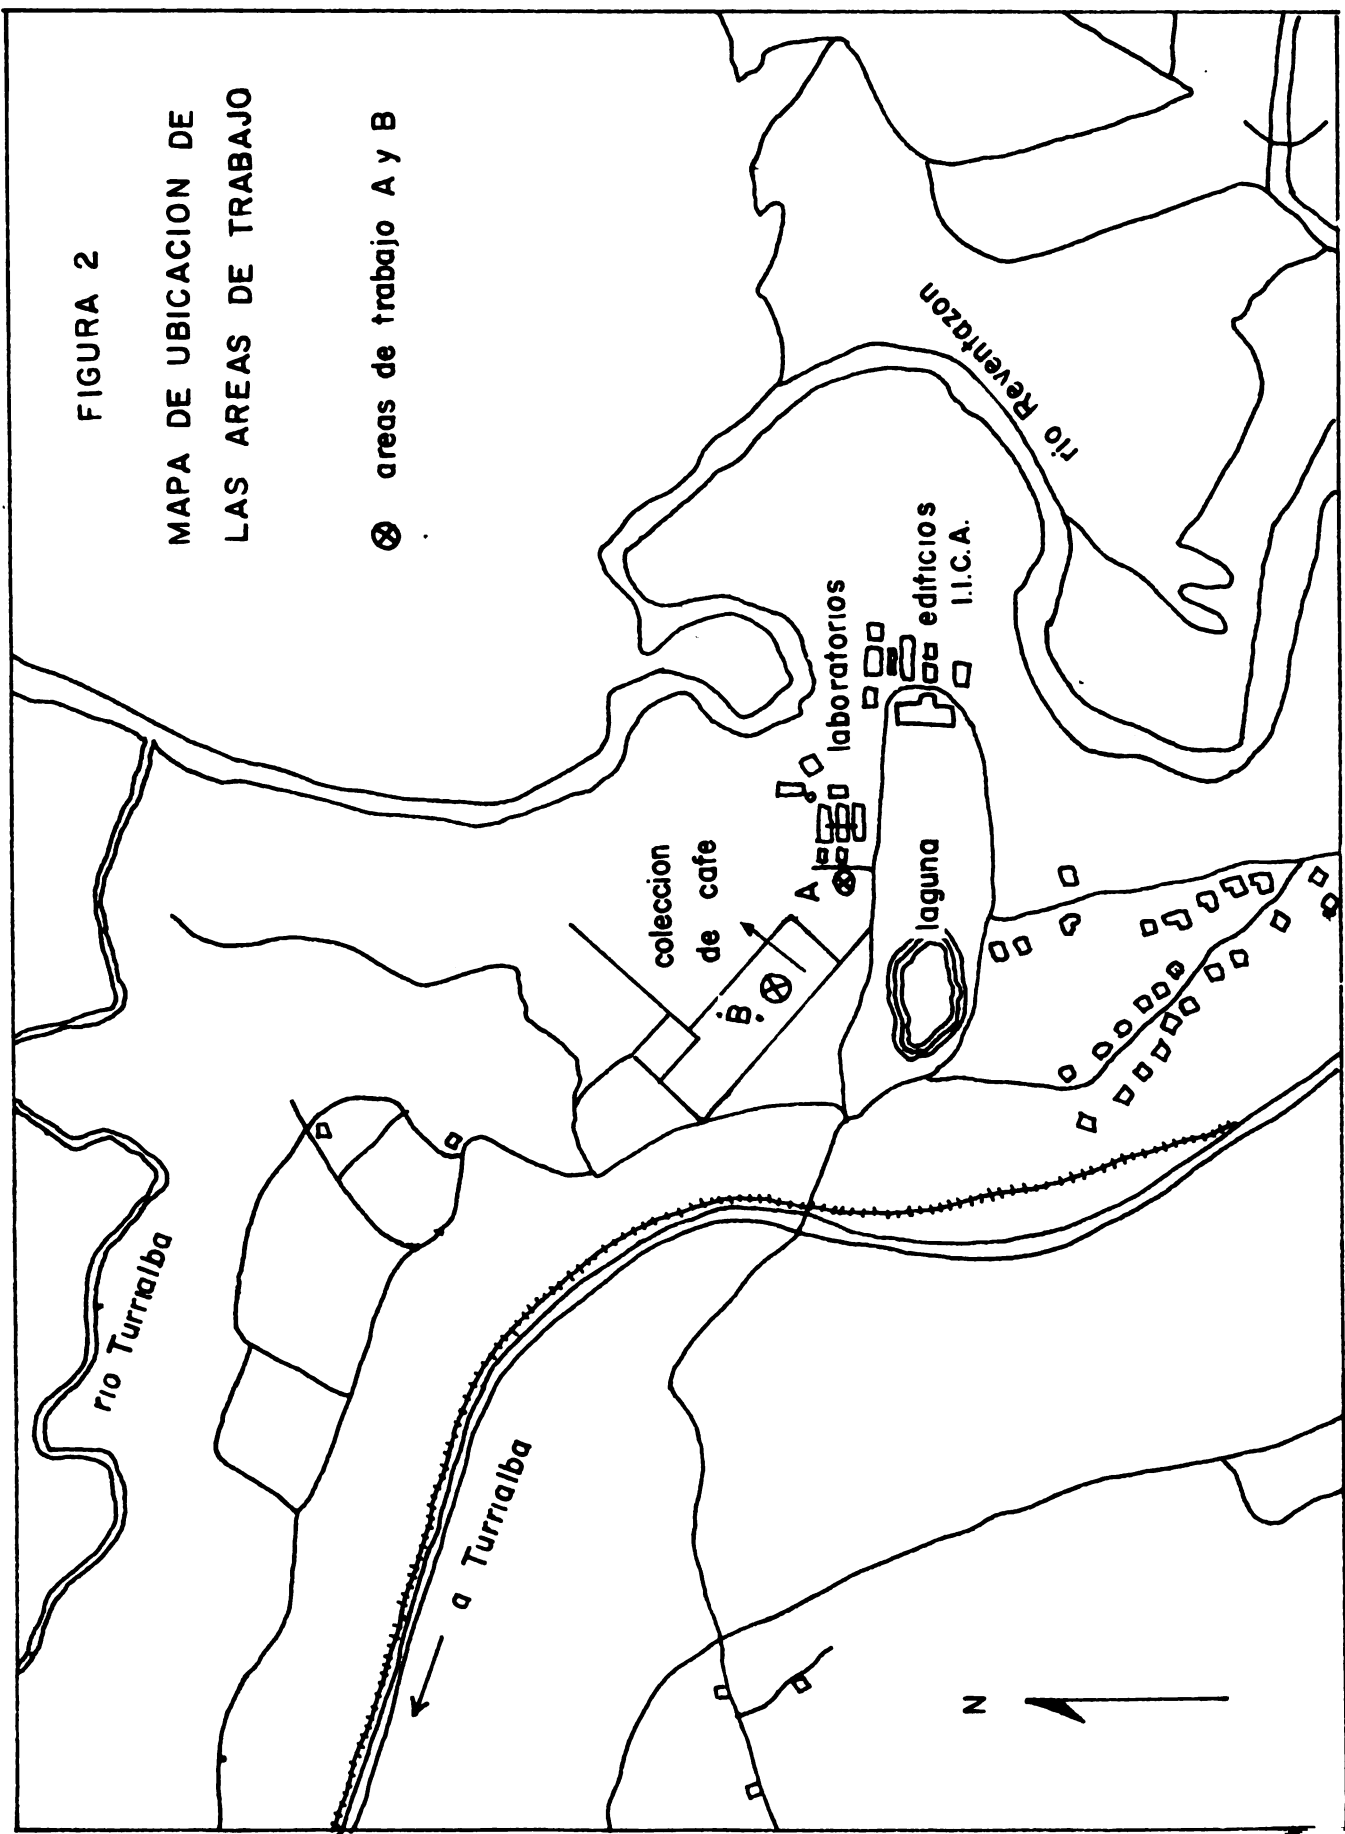 FIGURA 2
MAPA DE UBICACION DE
LAS AREAS DE TRABAJO
areas de trabajo A y B
rio Turrialba
a Turrialba
coleccion
de cafe
A
B
laboratorios
edificios
I.I.C.A.
laguna
rio Reventazon
N